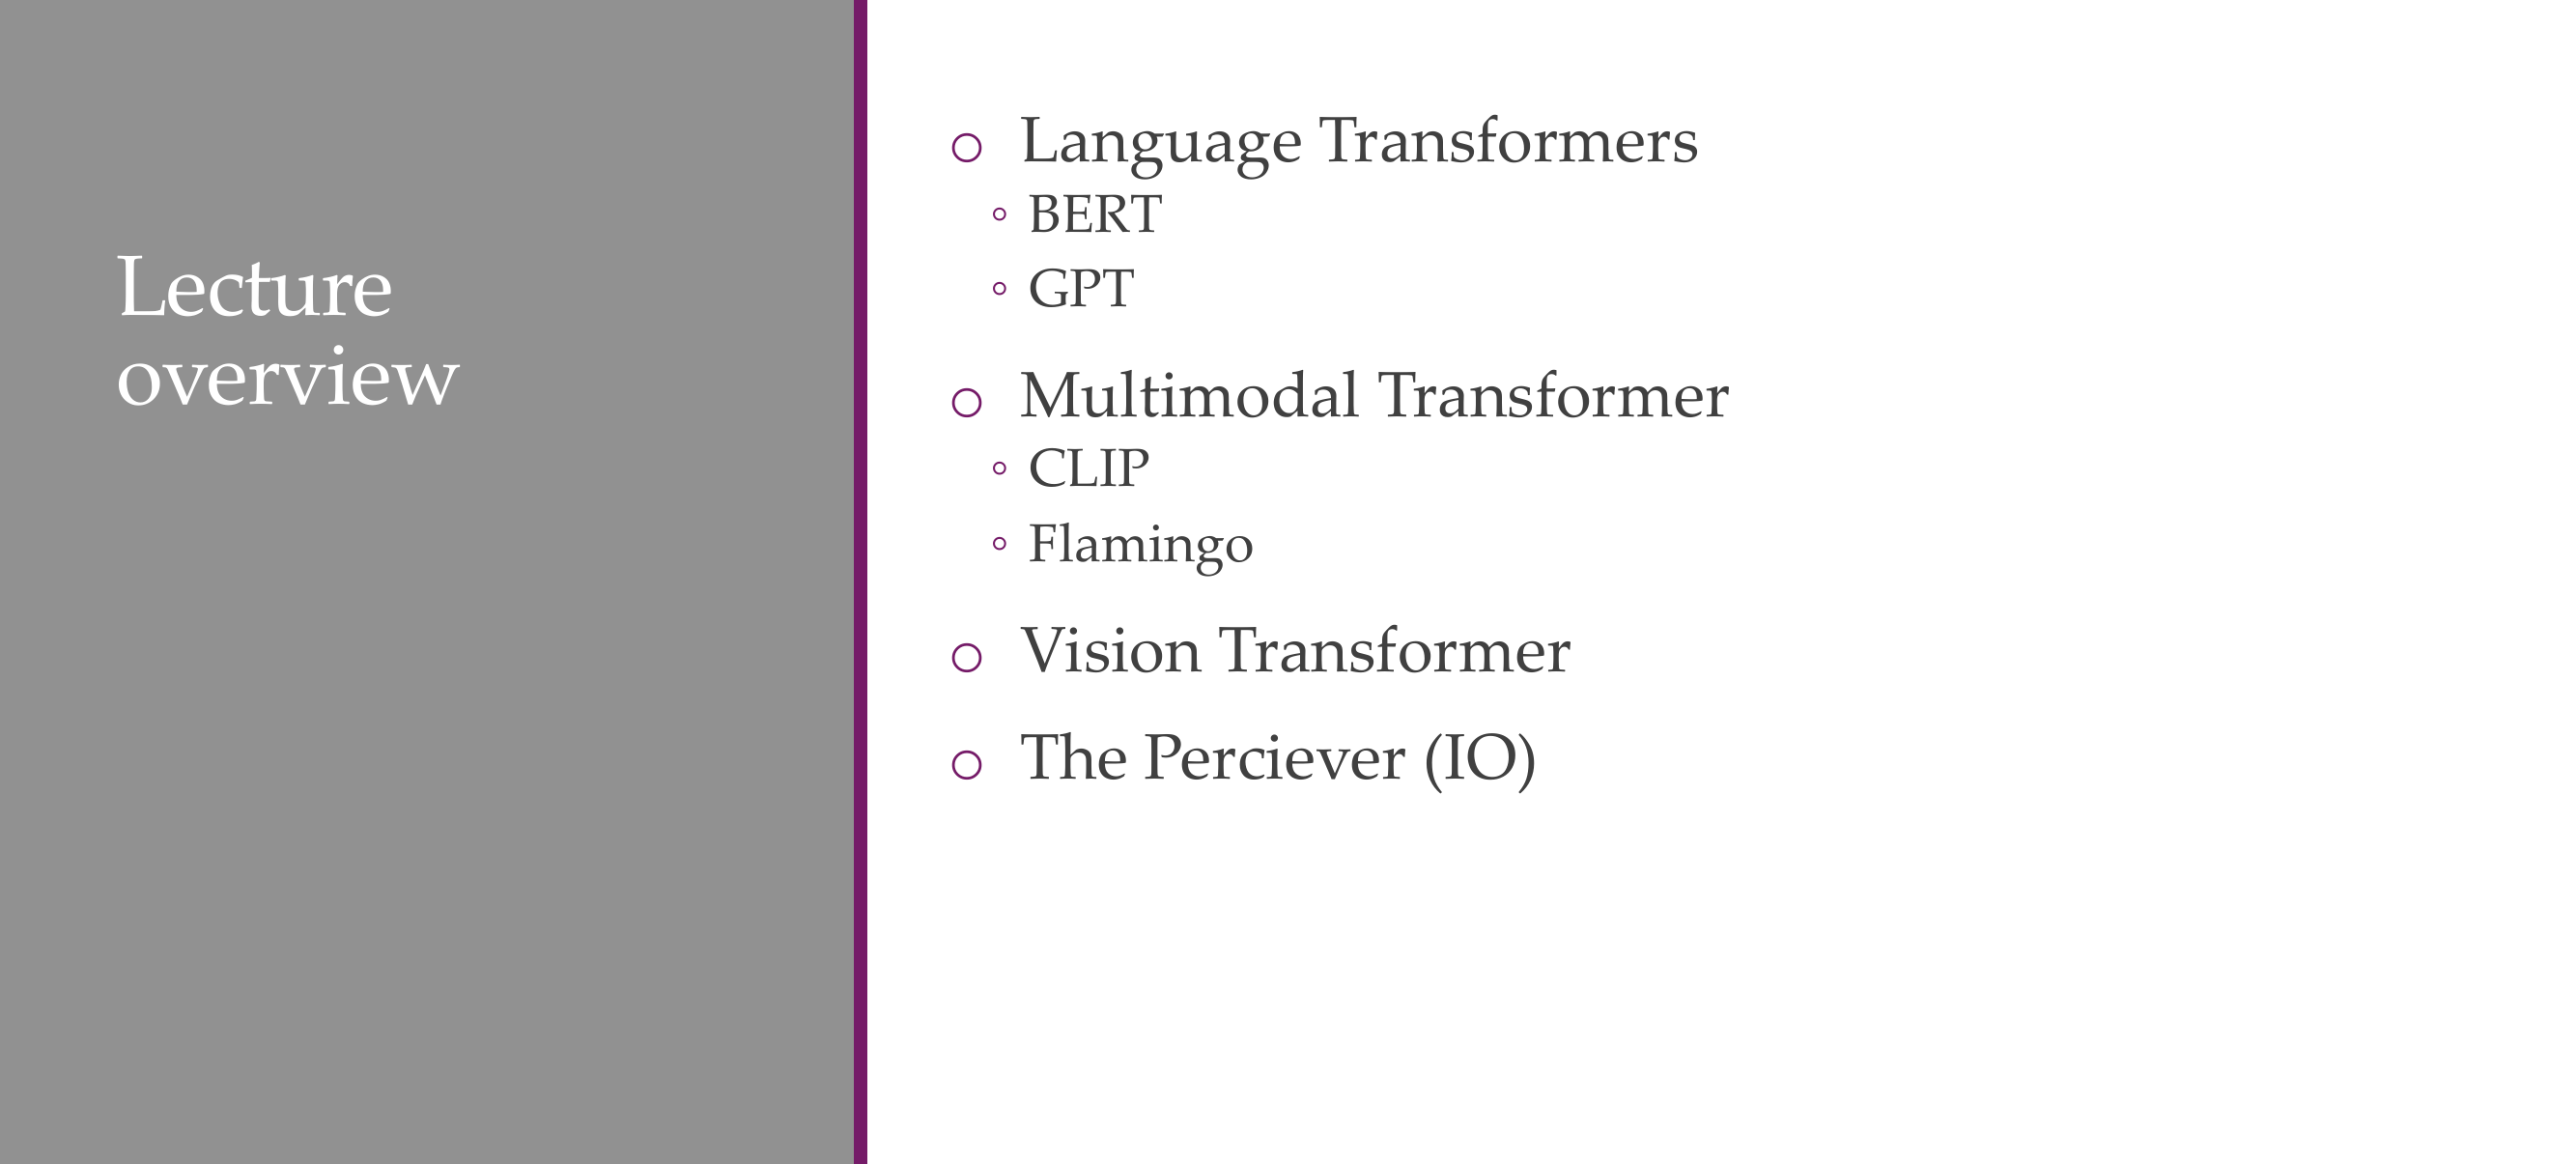 Lecture
overview
Language Transformers
BERT
GPT
Multimodal Transformer
CLIP
Flamingo
Vision Transformer
The Perciever (IO)